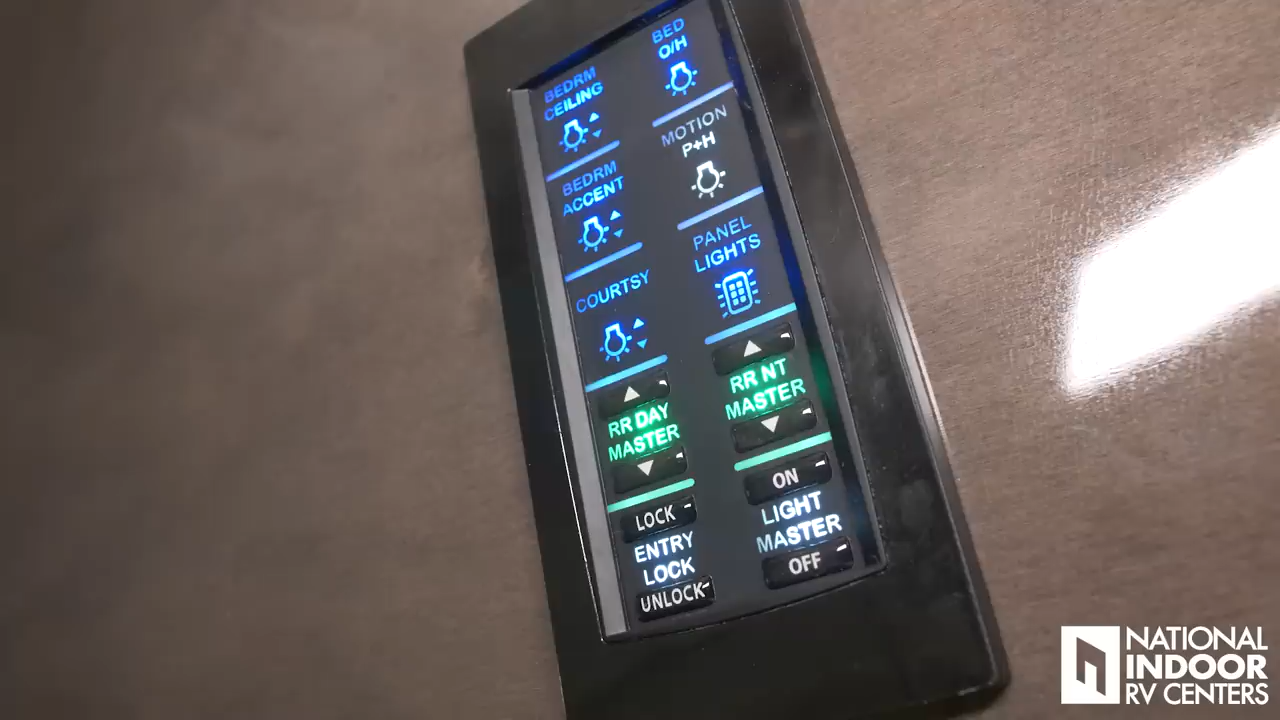 BEDRM
CEILING
BED
O/H
BEDRM
ACCENT
MOTION
P+H
COURTSY
PANEL
LIGHTS
RR DAY
MASTER
RR NT
MASTER
LOCK
ENTRY
LOCK
UNLOCK
ON
LIGHT
MASTER
OFF
NATIONAL
INDOOR
RV CENTERS